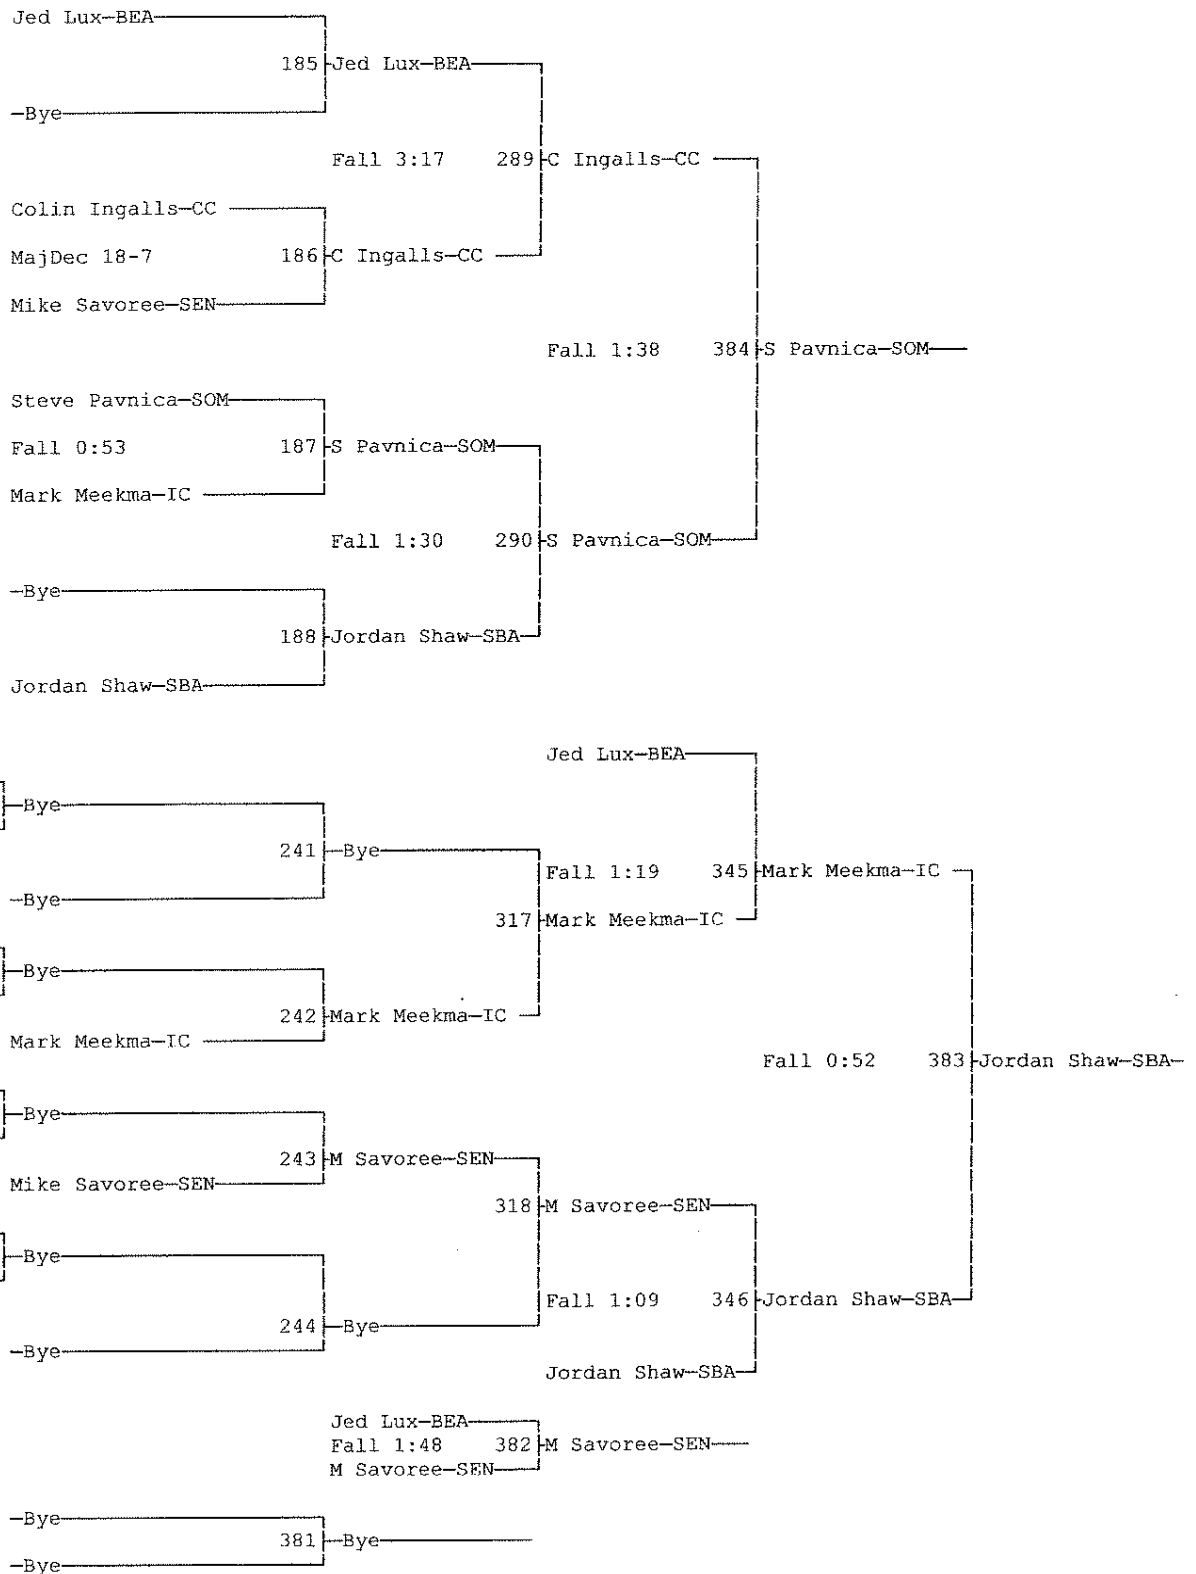 Jed Lux-BEA
185 Jed Lux-BEA
-Bye
Fall 3:17 289 C Ingalls-CC
Colin Ingalls-CC
MajDec 18-7 186 C Ingalls-CC
Mike Savoree-SEN
Fall 1:38 384 S Pavnica-SOM
Steve Pavnica-SOM
Fall 0:53 187 S Pavnica-SOM
Mark Meekma-IC
Fall 1:30 290 S Pavnica-SOM
-Bye
188 Jordan Shaw-SBA
Jordan Shaw-SBA
Jed Lux-BEA
-Bye
241 -Bye
Fall 1:19 345 Mark Meekma-IC
-Bye
317 Mark Meekma-IC
-Bye
242 Mark Meekma-IC
Mark Meekma-IC
Fall 0:52 383 Jordan Shaw-SBA
-Bye
243 M Savoree-SEN
Mike Savoree-SEN
318 M Savoree-SEN
-Bye
Fall 1:09 346 Jordan Shaw-SBA
244 -Bye
-Bye
Jordan Shaw-SBA
Jed Lux-BEA
Fall 1:48 382 M Savoree-SEN
M Savoree-SEN
-Bye
381 -Bye
-Bye